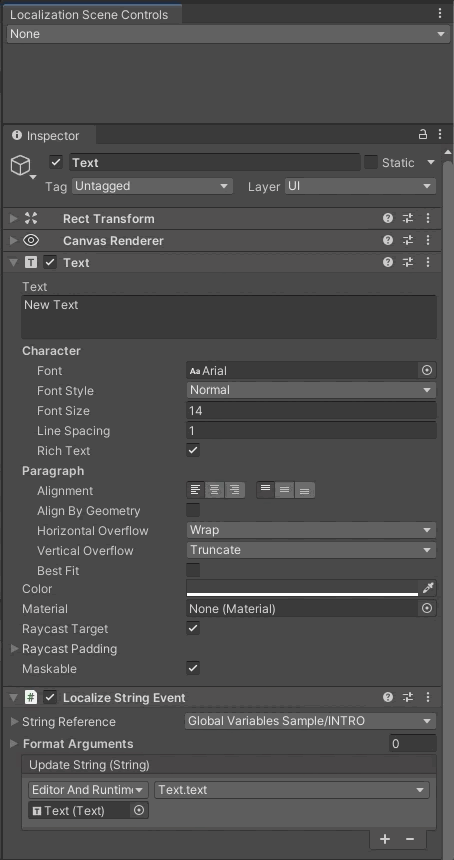 Localization Scene Controls
None
Inspector
Text
Static
Tag Untagged Layer UI
Rect Transform
Canvas Renderer
Text
Text
New Text
Character
Font Aa Arial
Font Style Normal
Font Size 14
Line Spacing 1
Rich Text
Paragraph
Alignment
Align By Geometry
Horizontal Overflow Wrap
Vertical Overflow Truncate
Best Fit
Color
Material None (Material)
Raycast Target
Raycast Padding
Maskable
# Localize String Event
String Reference Global Variables Sample/INTRO
Format Arguments 0
Update String (String)
Editor And Runtim Text.text
Text (Text)